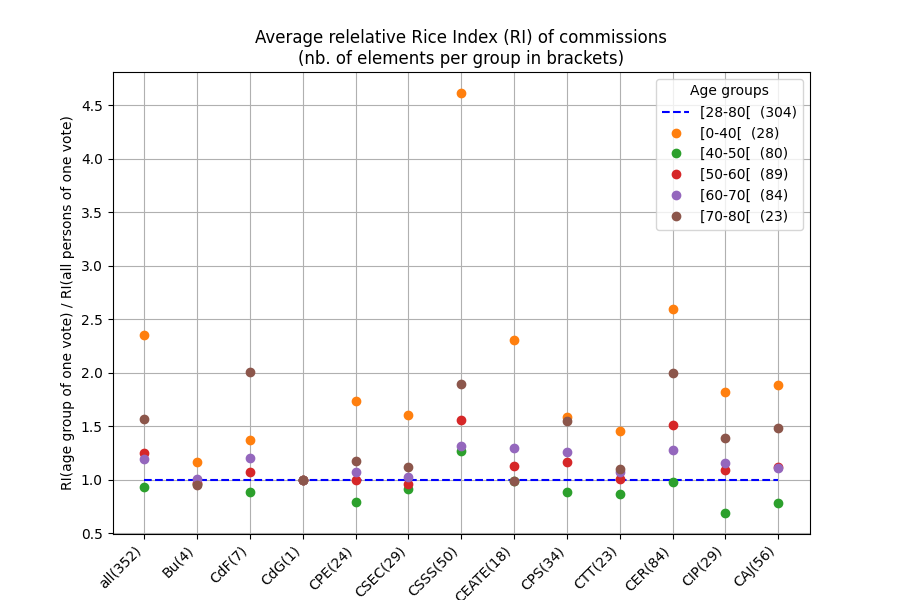 Average relelative Rice Index (RI) of commissions
(nb. of elements per group in brackets)
RI(age group of one vote) / RI(all persons of one vote)
4.5
4.0
3.5
3.0
2.5
2.0
1.5
1.0
0.5
Age groups
[28-80[  (304)
[0-40[  (28)
[40-50[  (80)
[50-60[  (89)
[60-70[  (84)
[70-80[  (23)
all(352)
Bu(4)
CdF(7)
CdG(1)
CPE(24)
CSEC(29)
CSSS(50)
CEATE(18)
CPS(34)
CTT(23)
CER(84)
CIP(29)
CAJ(56)